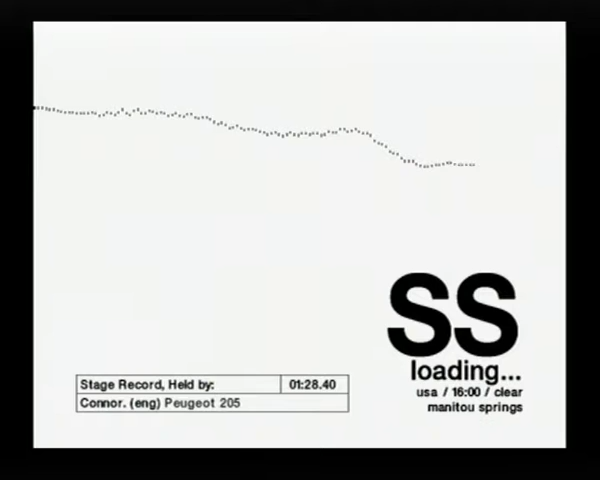 SS
loading...
usa / 16:00 / clear
manitou springs
Stage Record, Held by: 01:28.40
Connor. (eng) Peugeot 205